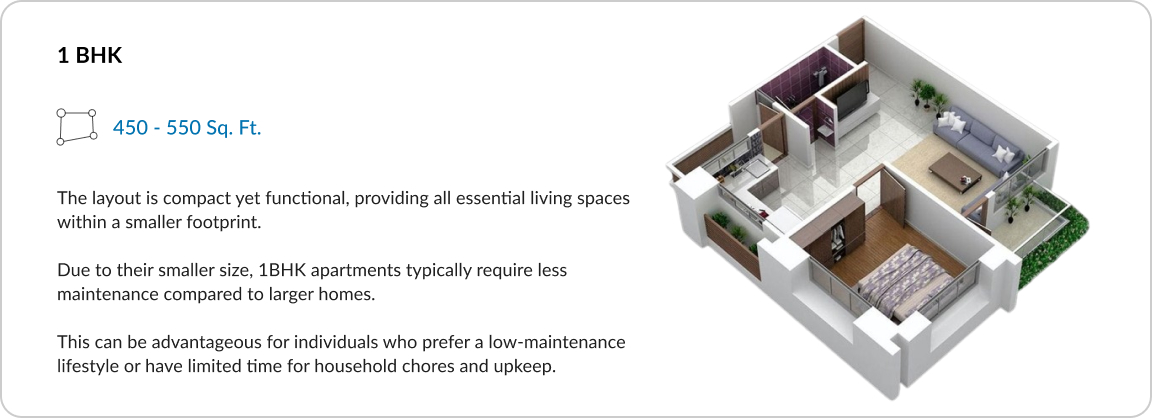 1 BHK
450 - 550 Sq. Ft.
The layout is compact yet functional, providing all essential living spaces
within a smaller footprint.
Due to their smaller size, 1BHK apartments typically require less
maintenance compared to larger homes.
This can be advantageous for individuals who prefer a low-maintenance
lifestyle or have limited time for household chores and upkeep.